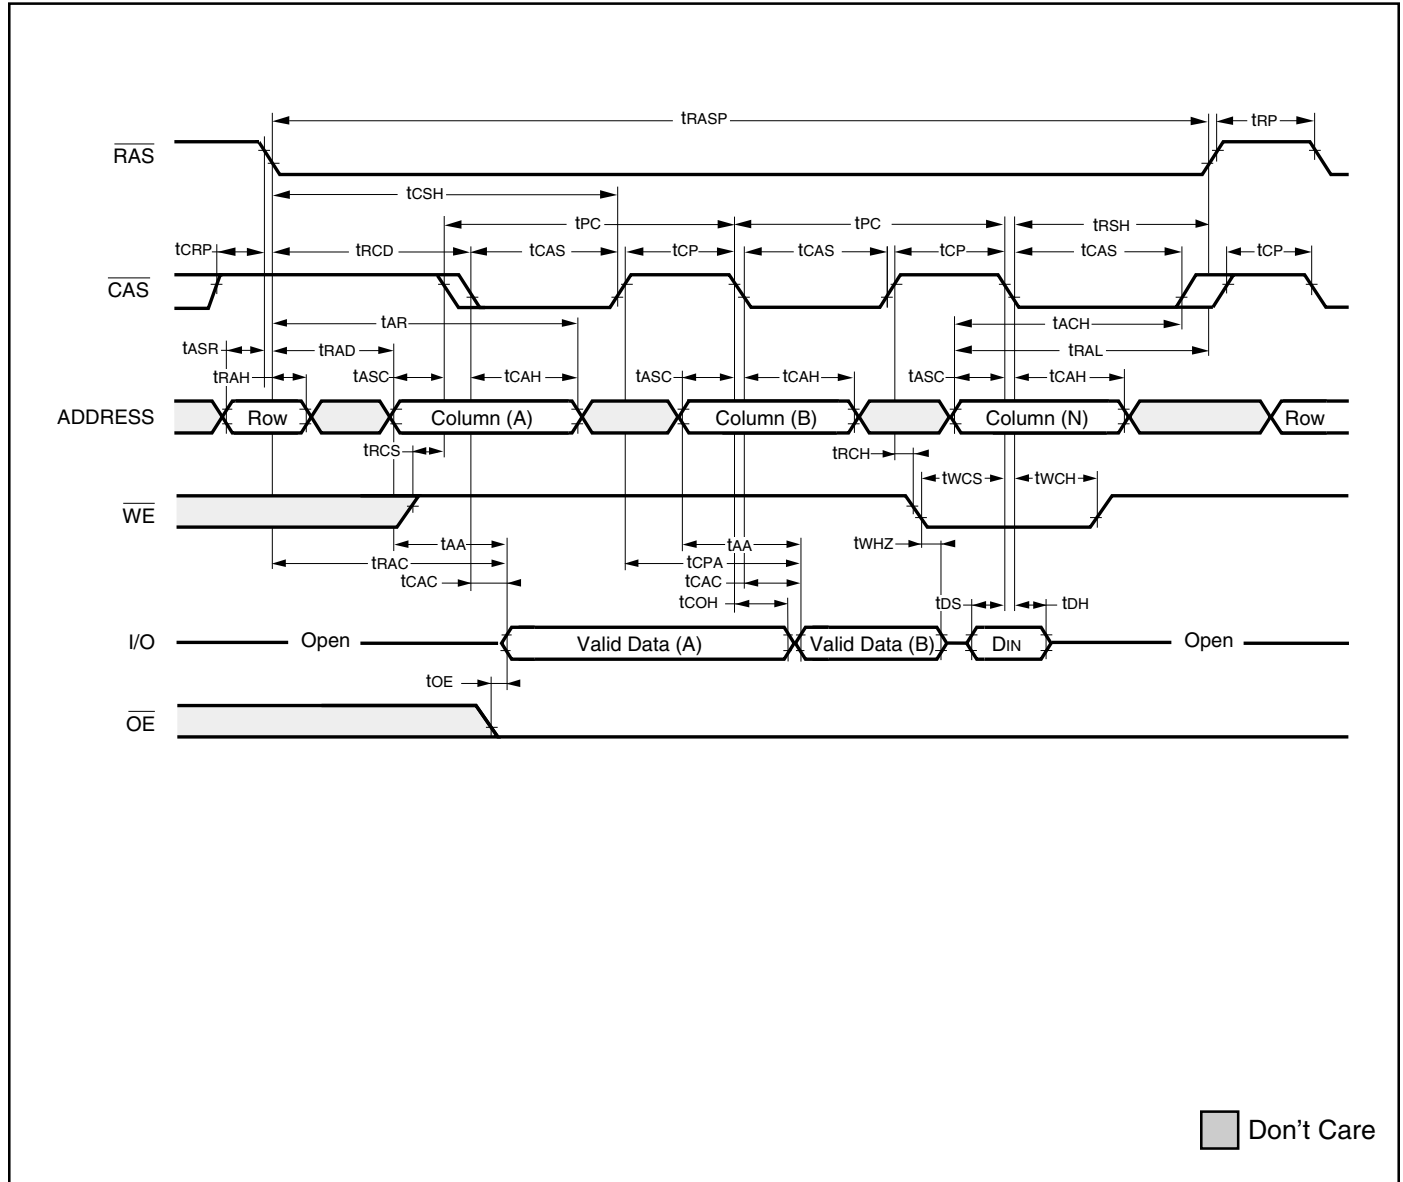 tRASP
tRP
RAS
tCSH
tPC tPC
tRSH
tCRP tRCD tCAS tCP tCAS tCP tCAS tCP
CAS
tAR tACH
tASR tRAD tRAL
tRAH tASC tCAH tASC tCAH tASC tCAH
ADDRESS Row Column (A) Column (B) Column (N) Row
tRCS tRCH
tWCS tWCH
WE
tAA tAA tWHZ
tRAC tCPA
tCAC tCAC
tCOH tDS tDH
I/O Open Valid Data (A) Valid Data (B) DIN Open
tOE
OE
Don't Care